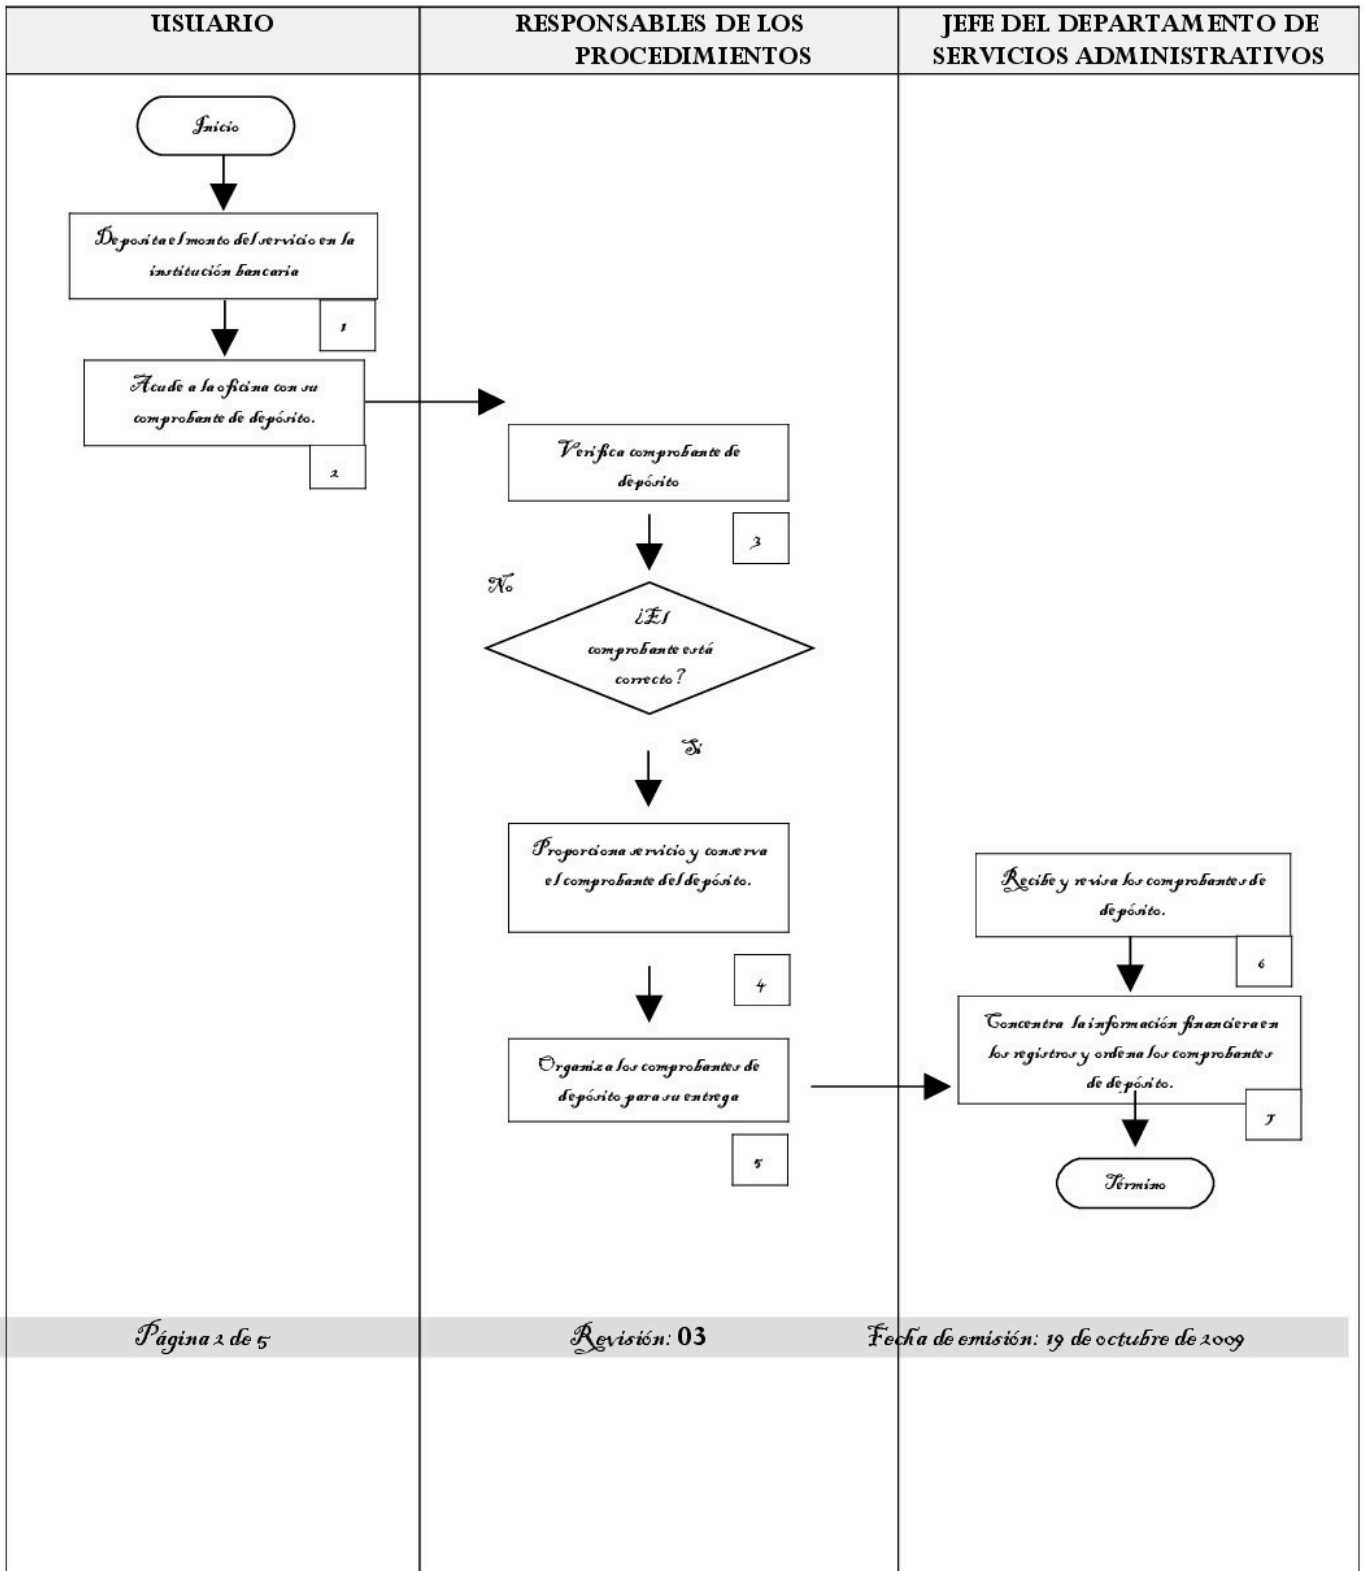 USUARIO
RESPONSABLES DE LOS
PROCEDIMIENTOS
JEFE DEL DEPARTAMENTO DE
SERVICIOS ADMINISTRATIVOS
Inicio
Deposita el monto del servicio en la
institución bancaria
1
Acude a la oficina con su
comprobante de depósito.
2
Verifica comprobante de
depósito
3
No
¿El
comprobante está
correcto?
Si
Proporciona servicio y conserva
el comprobante del depósito.
4
Organiza los comprobantes de
depósito para su entrega
5
Recibe y revisa los comprobantes de
depósito.
6
Concentra la información financiera en
los registros y ordena los comprobantes
de depósito.
7
Término
Página 2 de 5
Revisión: 03
Fecha de emisión: 19 de octubre de 2009